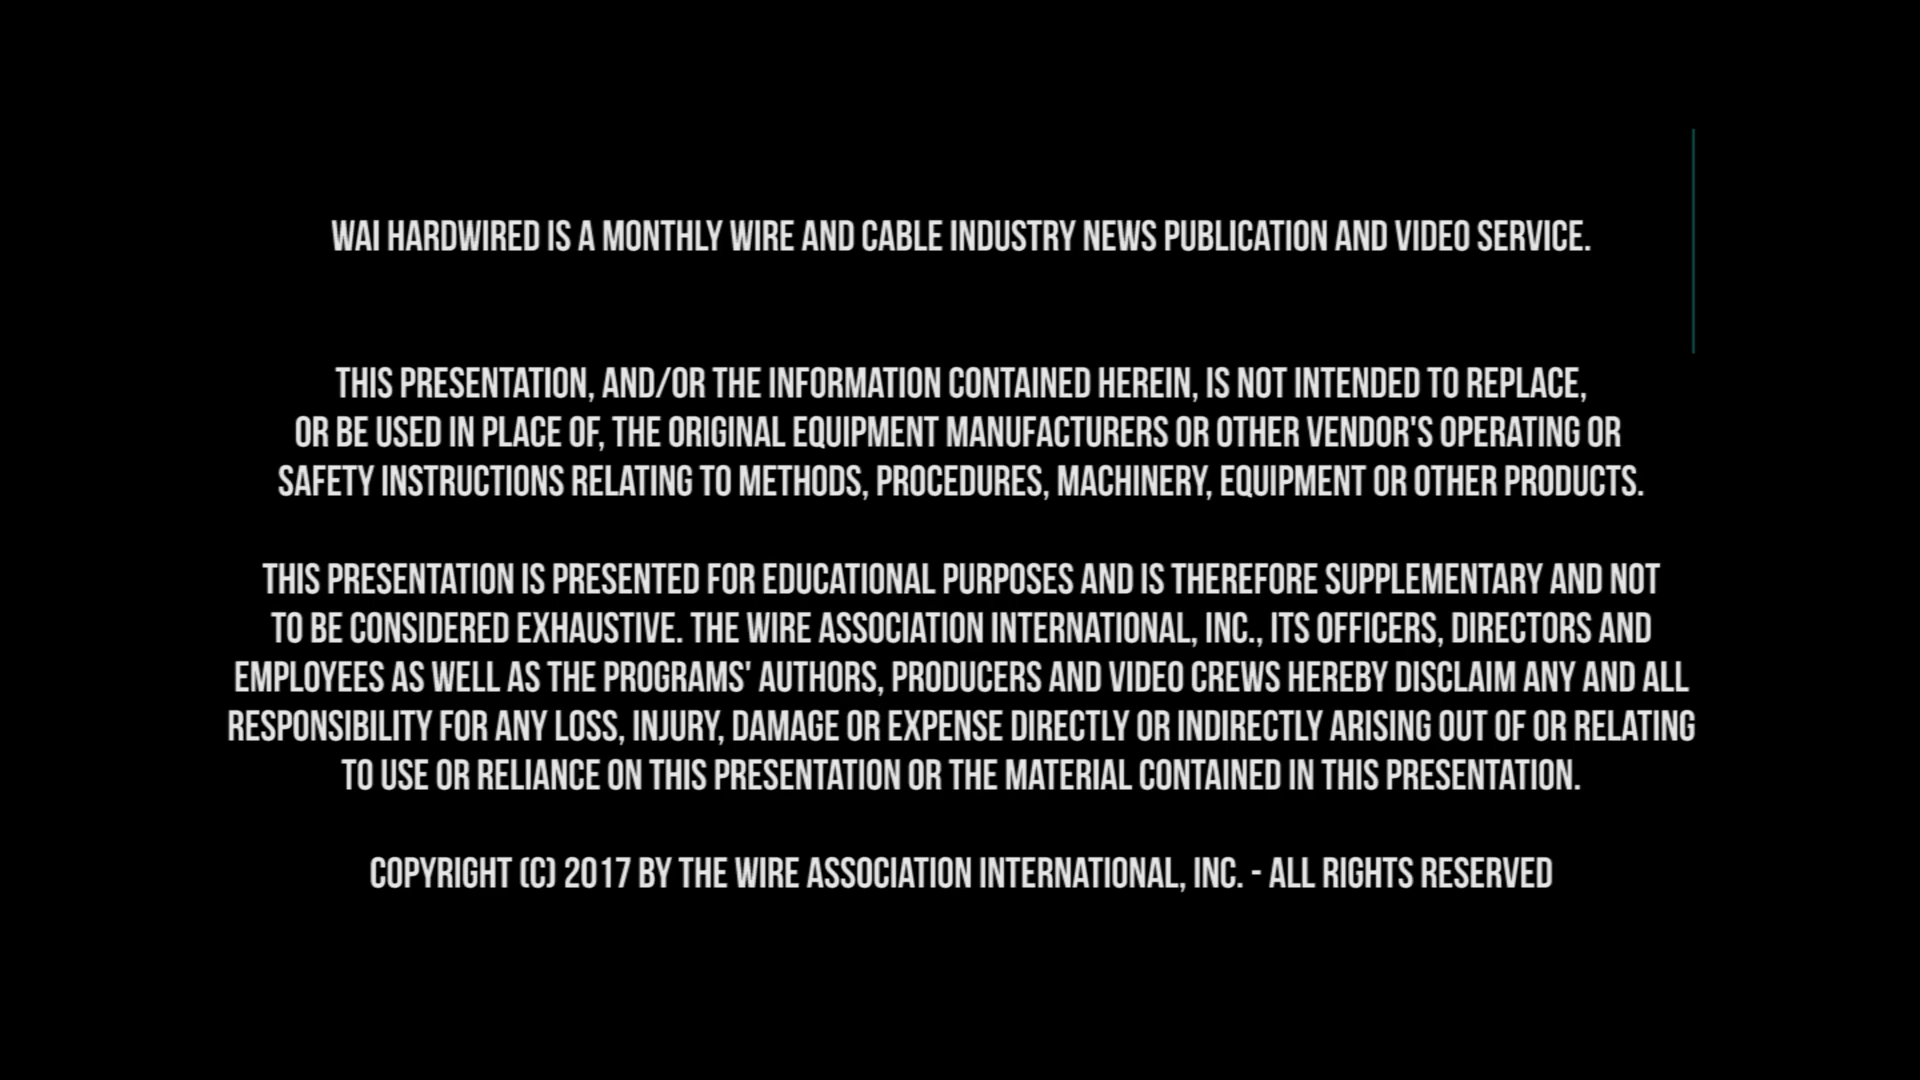 WAI HARDWIRED IS A MONTHLY WIRE AND CABLE INDUSTRY NEWS PUBLICATION AND VIDEO SERVICE.
THIS PRESENTATION, AND/OR THE INFORMATION CONTAINED HEREIN, IS NOT INTENDED TO REPLACE,
OR BE USED IN PLACE OF, THE ORIGINAL EQUIPMENT MANUFACTURERS OR OTHER VENDOR'S OPERATING OR
SAFETY INSTRUCTIONS RELATING TO METHODS, PROCEDURES, MACHINERY, EQUIPMENT OR OTHER PRODUCTS.
THIS PRESENTATION IS PRESENTED FOR EDUCATIONAL PURPOSES AND IS THEREFORE SUPPLEMENTARY AND NOT
TO BE CONSIDERED EXHAUSTIVE. THE WIRE ASSOCIATION INTERNATIONAL, INC., ITS OFFICERS, DIRECTORS AND
EMPLOYEES AS WELL AS THE PROGRAMS' AUTHORS, PRODUCERS AND VIDEO CREWS HEREBY DISCLAIM ANY AND ALL
RESPONSIBILITY FOR ANY LOSS, INJURY, DAMAGE OR EXPENSE DIRECTLY OR INDIRECTLY ARISING OUT OF OR RELATING
TO USE OR RELIANCE ON THIS PRESENTATION OR THE MATERIAL CONTAINED IN THIS PRESENTATION.
COPYRIGHT (C) 2017 BY THE WIRE ASSOCIATION INTERNATIONAL, INC. - ALL RIGHTS RESERVED